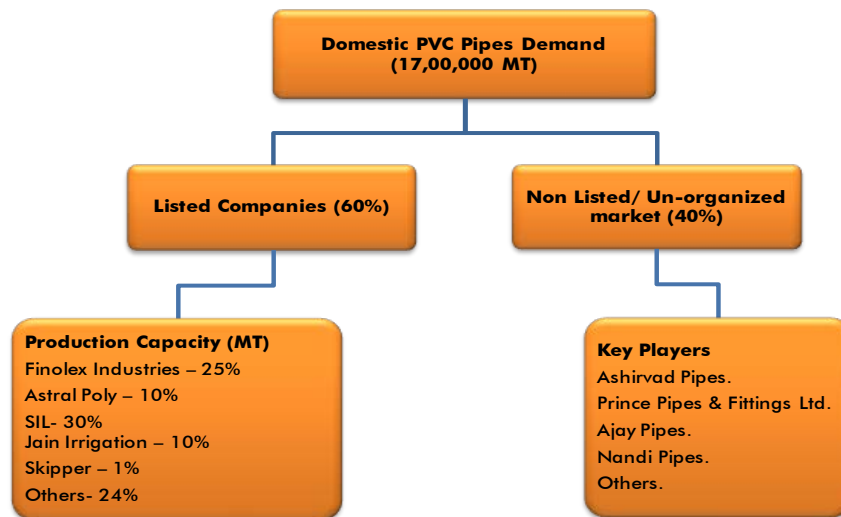 Domestic PVC Pipes Demand
(17,00,000 MT)
Listed Companies (60%)
Non Listed/ Un-organized
market (40%)
Production Capacity (MT)
Finolex Industries – 25%
Astral Poly – 10%
SIL- 30%
Jain Irrigation – 10%
Skipper – 1%
Others- 24%
Key Players
Ashirvad Pipes.
Prince Pipes & Fittings Ltd.
Ajay Pipes.
Nandi Pipes.
Others.